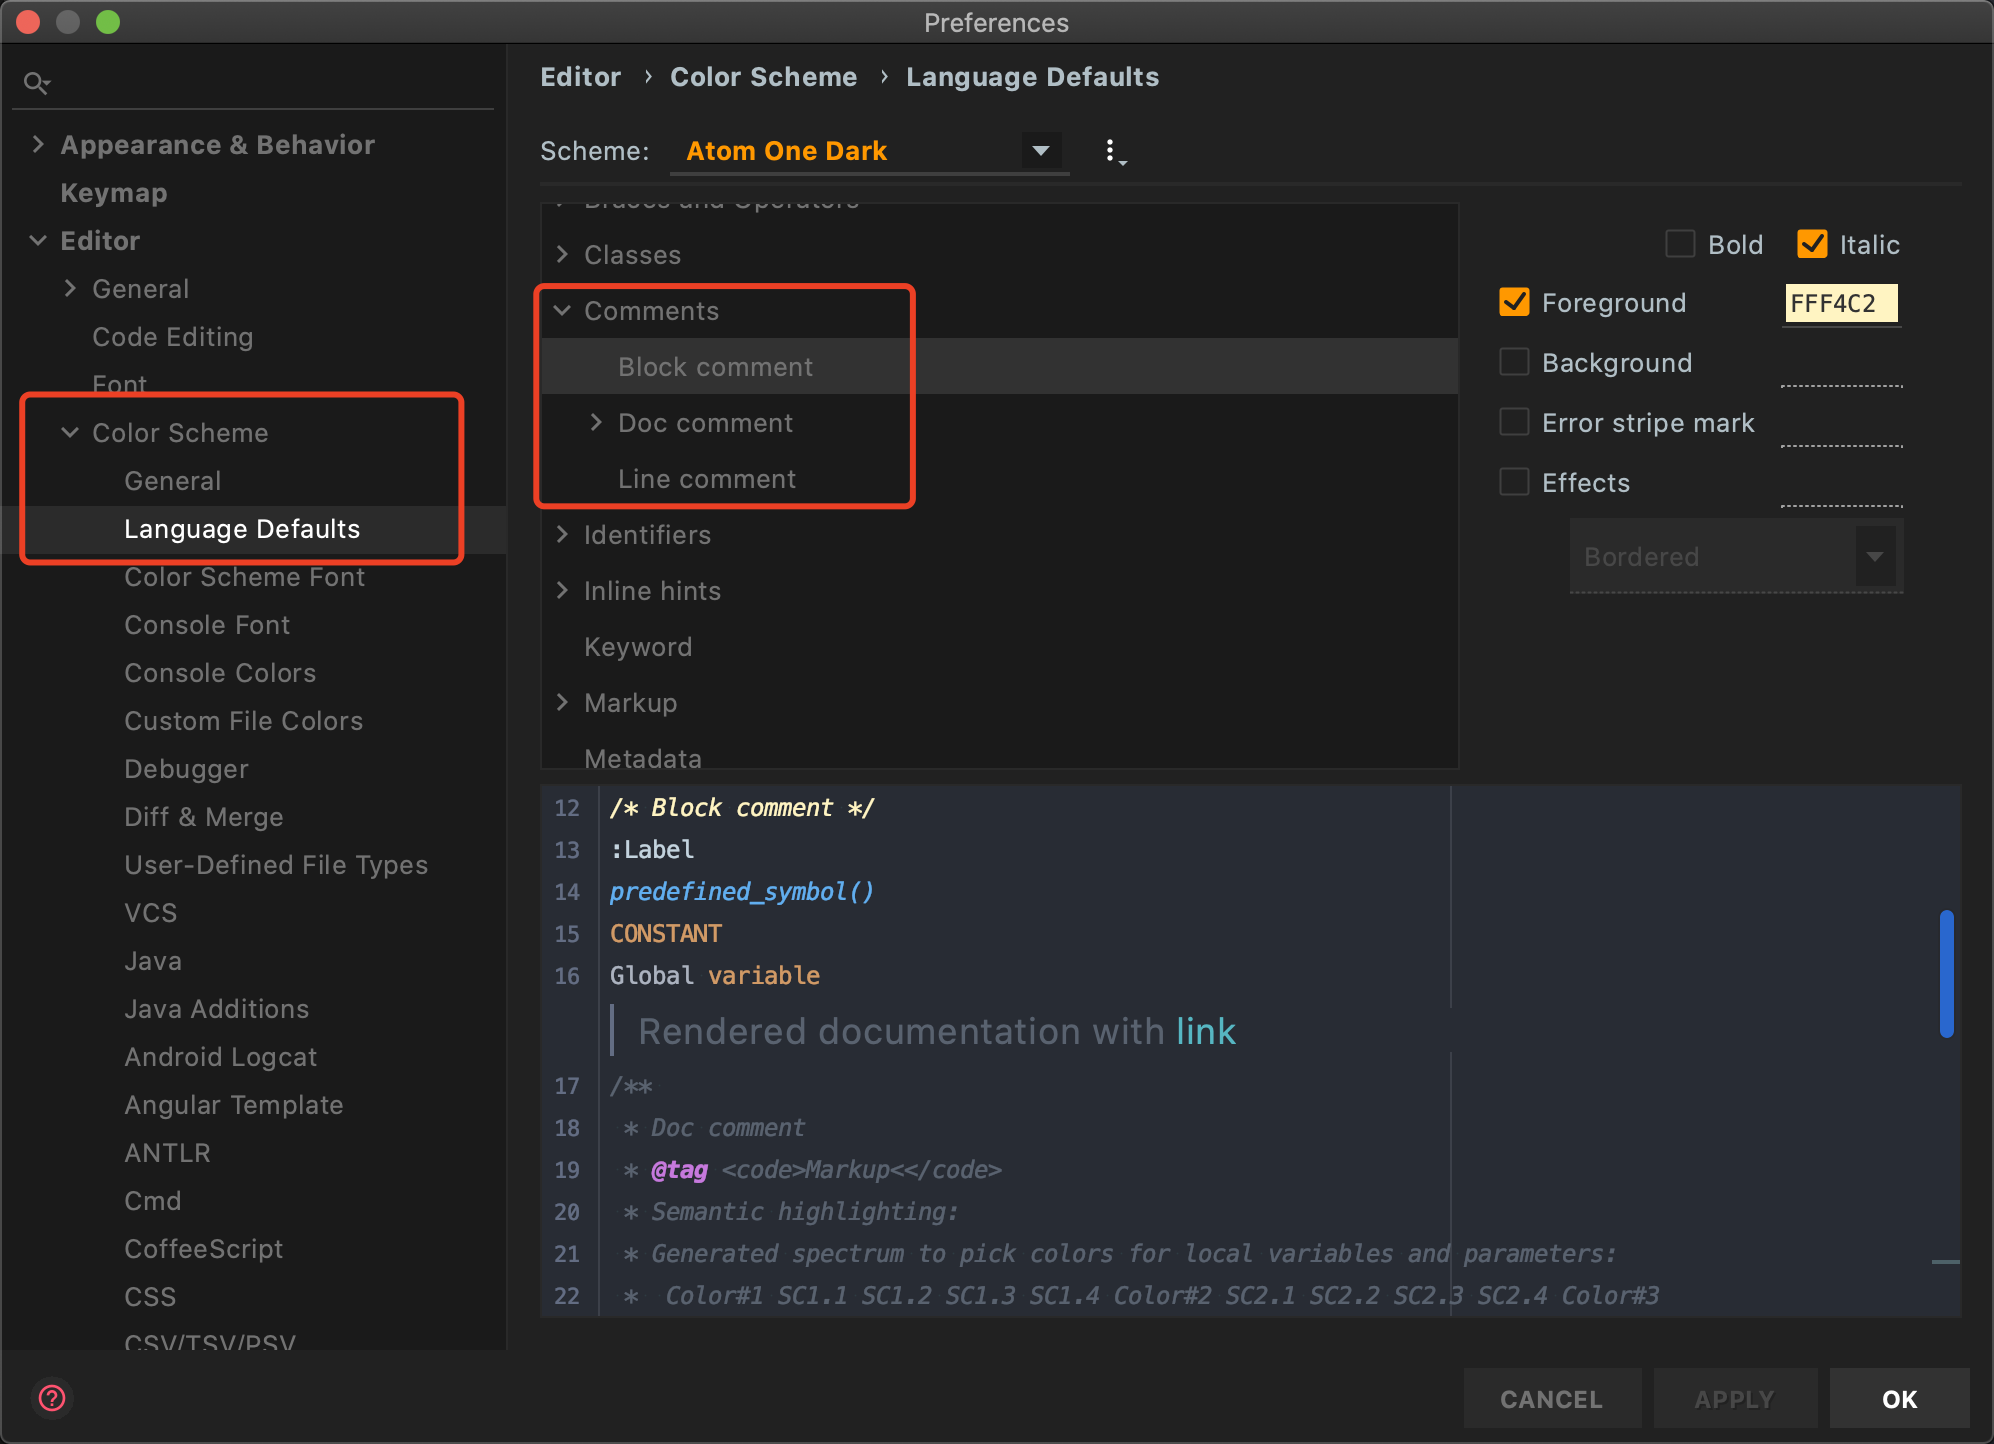 Preferences
Appearance & Behavior
Keymap
Editor
General
Code Editing
Font
Color Scheme
General
Language Defaults
Color Scheme Font
Console Font
Console Colors
Custom File Colors
Debugger
Diff & Merge
User-Defined File Types
VCS
Java
Java Additions
Android Logcat
Angular Template
ANTLR
Cmd
CoffeeScript
CSS
CSV/TSV/PSV
Editor › Color Scheme › Language Defaults
Scheme: Atom One Dark
Braces and Operators
Classes
Comments
Block comment
Doc comment
Line comment
Identifiers
Inline hints
Keyword
Markup
Metadata
Bold Italic
Foreground FFF4C2
Background
Error stripe mark
Effects
Bordered
12 /* Block comment */
13 :Label
14 predefined_symbol()
15 CONSTANT
16 Global variable
Rendered documentation with link
17 /**
18 * Doc comment
19 * @tag <code>Markup<</code>
20 * Semantic highlighting:
21 * Generated spectrum to pick colors for local variables and parameters:
22 * Color#1 SC1.1 SC1.2 SC1.3 SC1.4 Color#2 SC2.1 SC2.2 SC2.3 SC2.4 Color#3
?
CANCEL APPLY OK